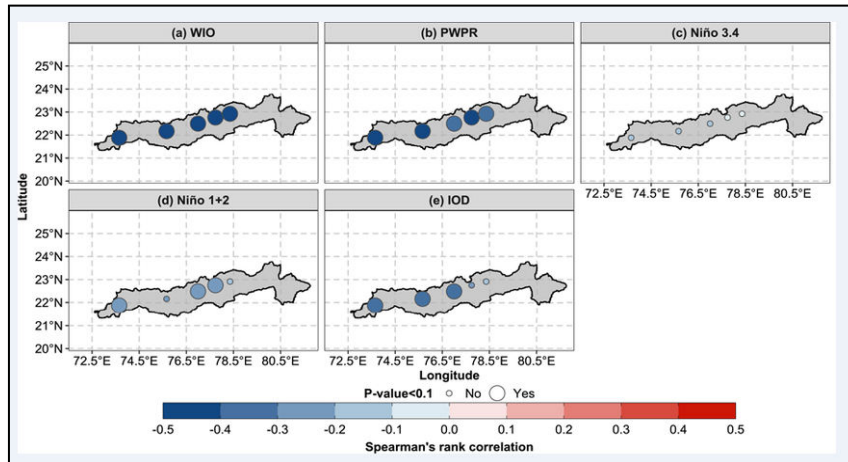 (a) WIO (b) PWPR (c) Niño 3.4
25°N
24°N
23°N
22°N
21°N
20°N
72.5°E 74.5°E 76.5°E 78.5°E 80.5°E
Latitude
(d) Niño 1+2 (e) IOD
25°N
24°N
23°N
22°N
21°N
20°N
72.5°E 74.5°E 76.5°E 78.5°E 80.5°E 72.5°E 74.5°E 76.5°E 78.5°E 80.5°E
Longitude
P-value<0.1 No Yes
-0.5 -0.4 -0.3 -0.2 -0.1 0.0 0.1 0.2 0.3 0.4 0.5
Spearman's rank correlation